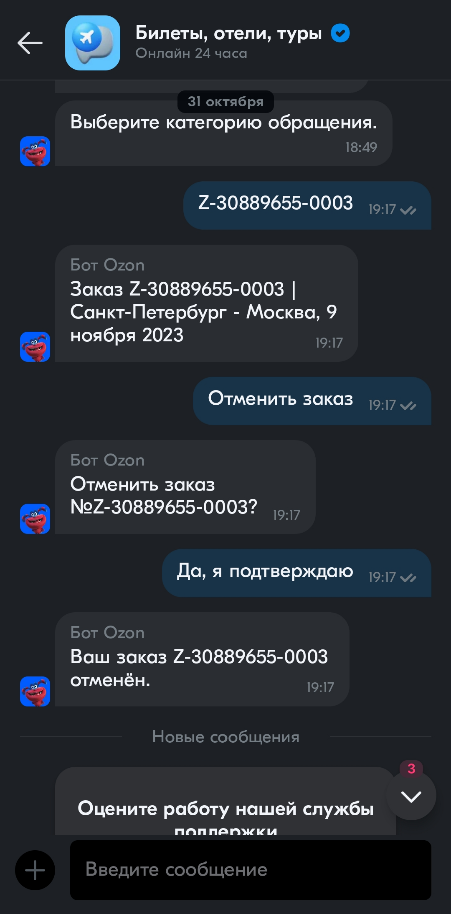 Билеты, отели, туры
Онлайн 24 часа
31 октября
Выберите категорию обращения.
18:49
Z-30889655-0003 19:17
Бот Ozon
Заказ Z-30889655-0003 |
Санкт-Петербург - Москва, 9
ноября 2023
19:17
Отменить заказ 19:17
Бот Ozon
Отменить заказ
№Z-30889655-0003? 19:17
Да, я подтверждаю 19:17
Бот Ozon
Ваш заказ Z-30889655-0003
отменён.
19:17
Новые сообщения
3
Оцените работу нашей службы
поддержки
Введите сообщение